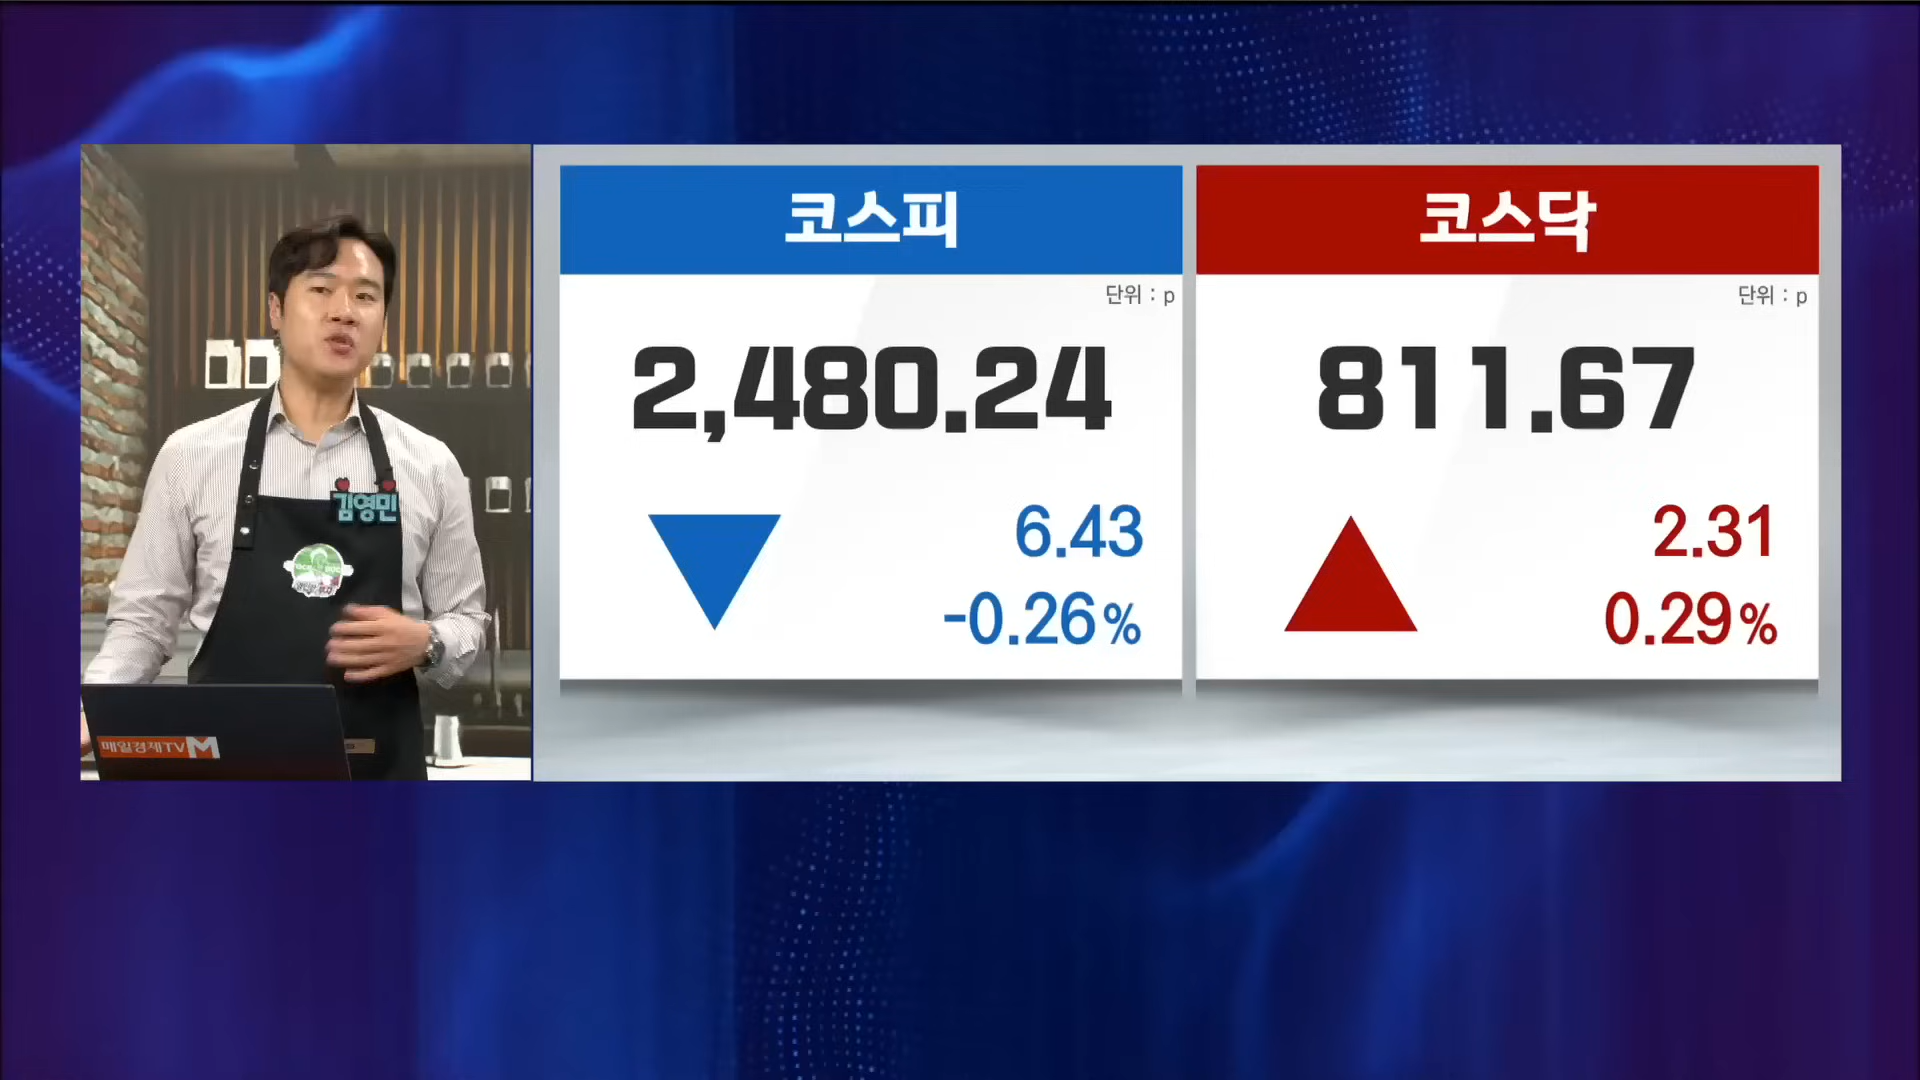 코스피
단위 : p
2,480.24
6.43
-0.26%
코스닥
단위 : p
811.67
2.31
0.29%
김영민
매일경제TV M